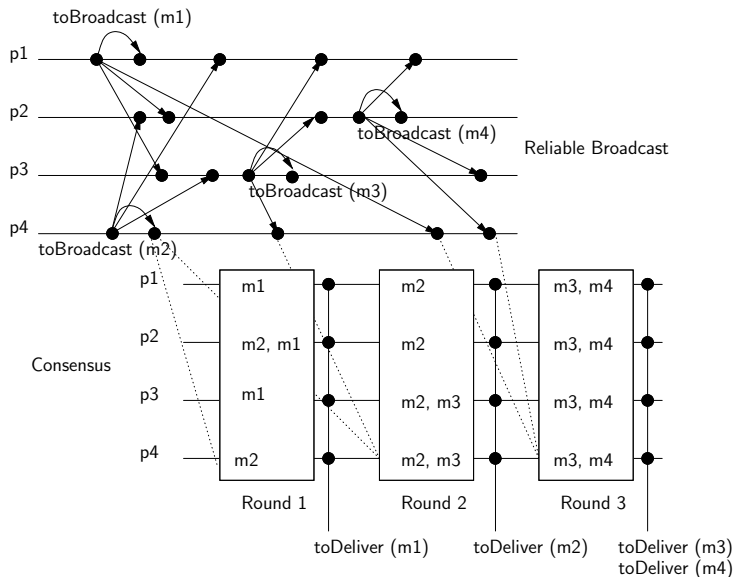 toBroadcast (m1)
p1
p2
toBroadcast (m4)
Reliable Broadcast
p3
toBroadcast (m3)
p4
toBroadcast (m2)
p1
m1
m2
m3, m4
p2
m2, m1
m2
m3, m4
Consensus
p3
m1
m2, m3
m3, m4
p4
m2
m2, m3
m3, m4
Round 1
Round 2
Round 3
toDeliver (m1)
toDeliver (m2)
toDeliver (m3)
toDeliver (m4)